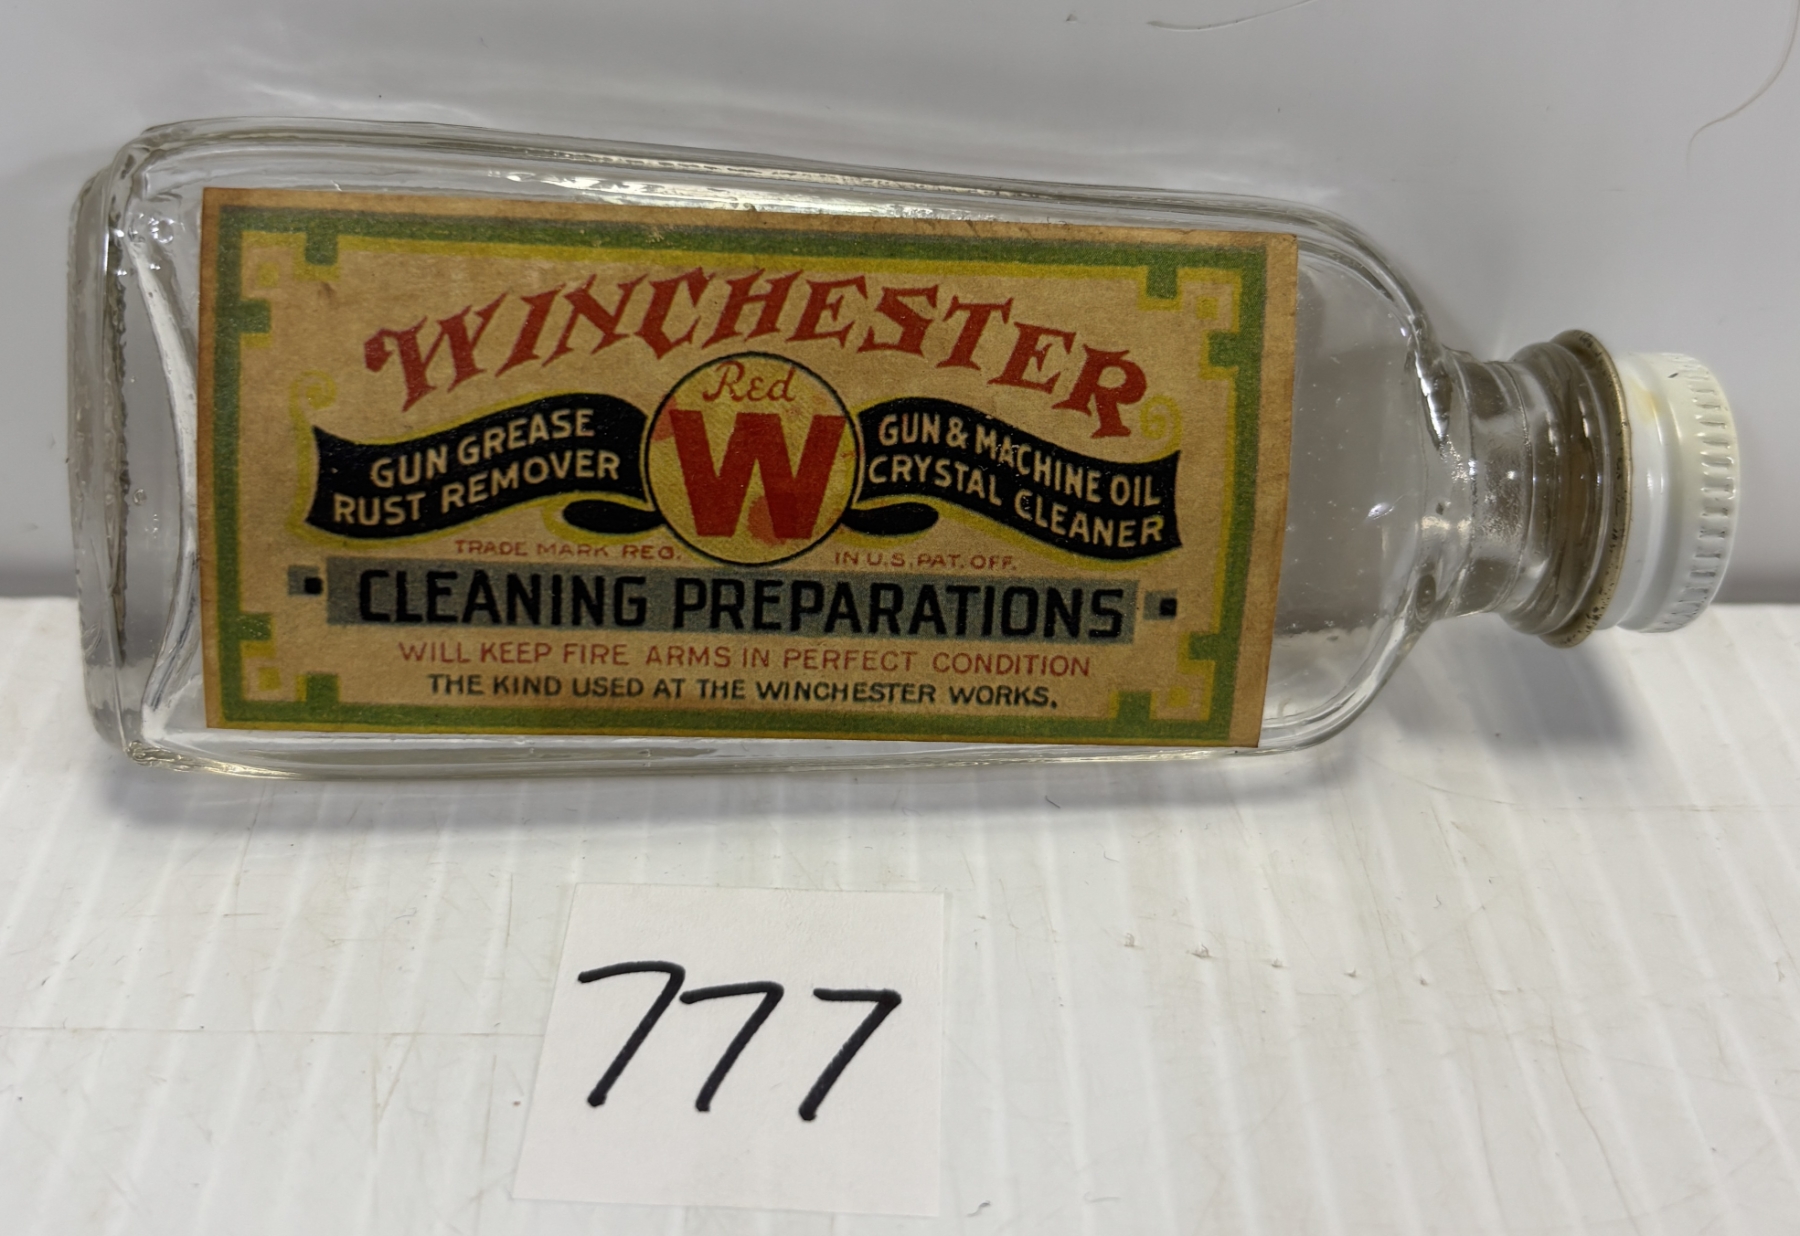 WINCHESTER
Red
W
GUN GREASE
RUST REMOVER
GUN & MACHINE OIL
CRYSTAL CLEANER
TRADE MARK REG. IN U.S. PAT. OFF.
· CLEANING PREPARATIONS ·
WILL KEEP FIRE ARMS IN PERFECT CONDITION
THE KIND USED AT THE WINCHESTER WORKS.
777